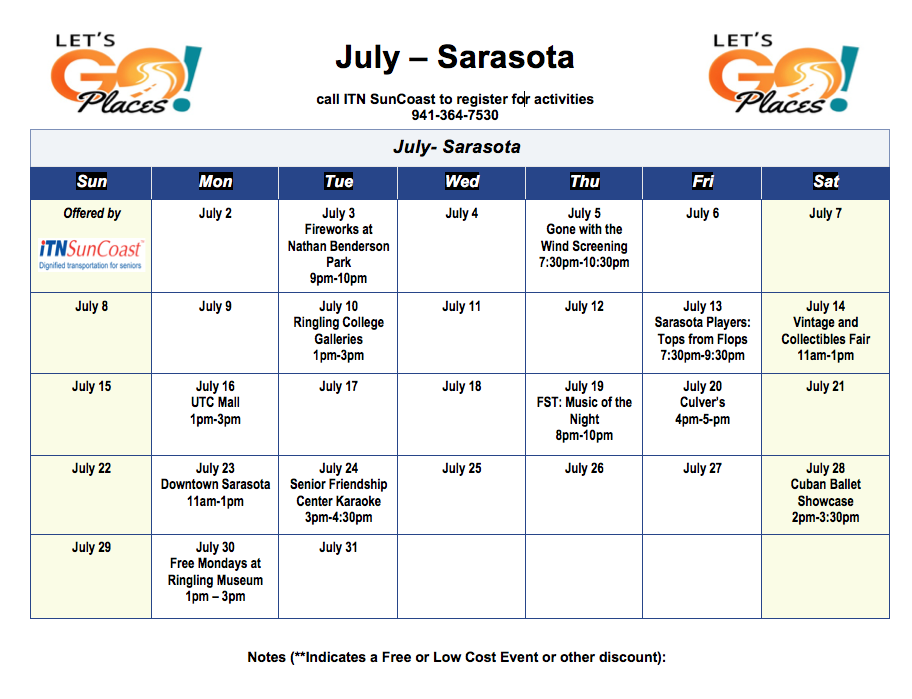 LET'S
GO!
Places
July – Sarasota
LET'S
GO!
Places
call ITN SunCoast to register for activities
941-364-7530
July- Sarasota
Sun Mon Tue Wed Thu Fri Sat
Offered by
iTNSunCoast™
Dignified transportation for seniors
July 2
July 3
Fireworks at
Nathan Benderson
Park
9pm-10pm
July 4
July 5
Gone with the
Wind Screening
7:30pm-10:30pm
July 6
July 7
July 8
July 9
July 10
Ringling College
Galleries
1pm-3pm
July 11
July 12
July 13
Sarasota Players:
Tops from Flops
7:30pm-9:30pm
July 14
Vintage and
Collectibles Fair
11am-1pm
July 15
July 16
UTC Mall
1pm-3pm
July 17
July 18
July 19
FST: Music of the
Night
8pm-10pm
July 20
Culver's
4pm-5-pm
July 21
July 22
July 23
Downtown Sarasota
11am-1pm
July 24
Senior Friendship
Center Karaoke
3pm-4:30pm
July 25
July 26
July 27
July 28
Cuban Ballet
Showcase
2pm-3:30pm
July 29
July 30
Free Mondays at
Ringling Museum
1pm – 3pm
July 31
Notes (**Indicates a Free or Low Cost Event or other discount):